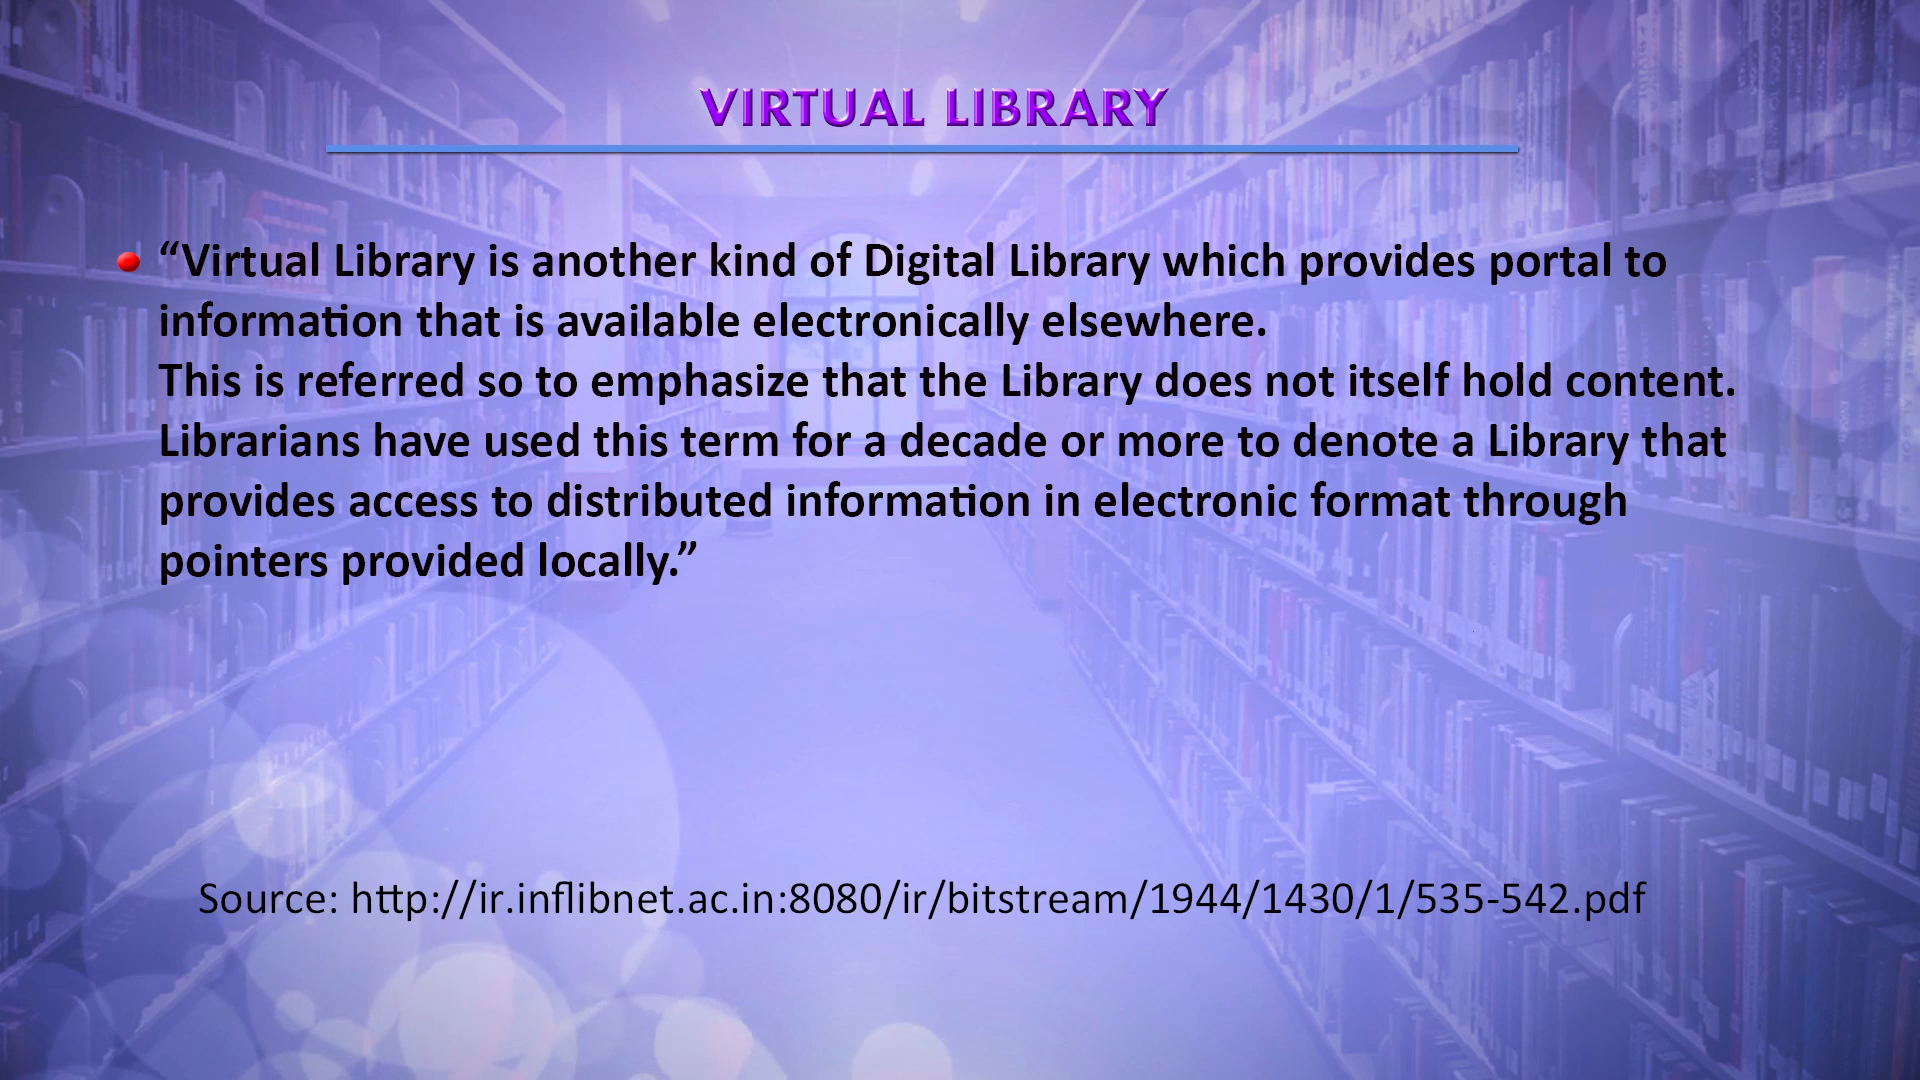 VIRTUAL LIBRARY
“Virtual Library is another kind of Digital Library which provides portal to
information that is available electronically elsewhere.
This is referred so to emphasize that the Library does not itself hold content.
Librarians have used this term for a decade or more to denote a Library that
provides access to distributed information in electronic format through
pointers provided locally.”
Source: http://ir.inflibnet.ac.in:8080/ir/bitstream/1944/1430/1/535-542.pdf